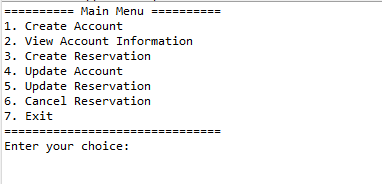 ========== Main Menu ==========
1. Create Account
2. View Account Information
3. Create Reservation
4. Update Account
5. Update Reservation
6. Cancel Reservation
7. Exit
===============================
Enter your choice: